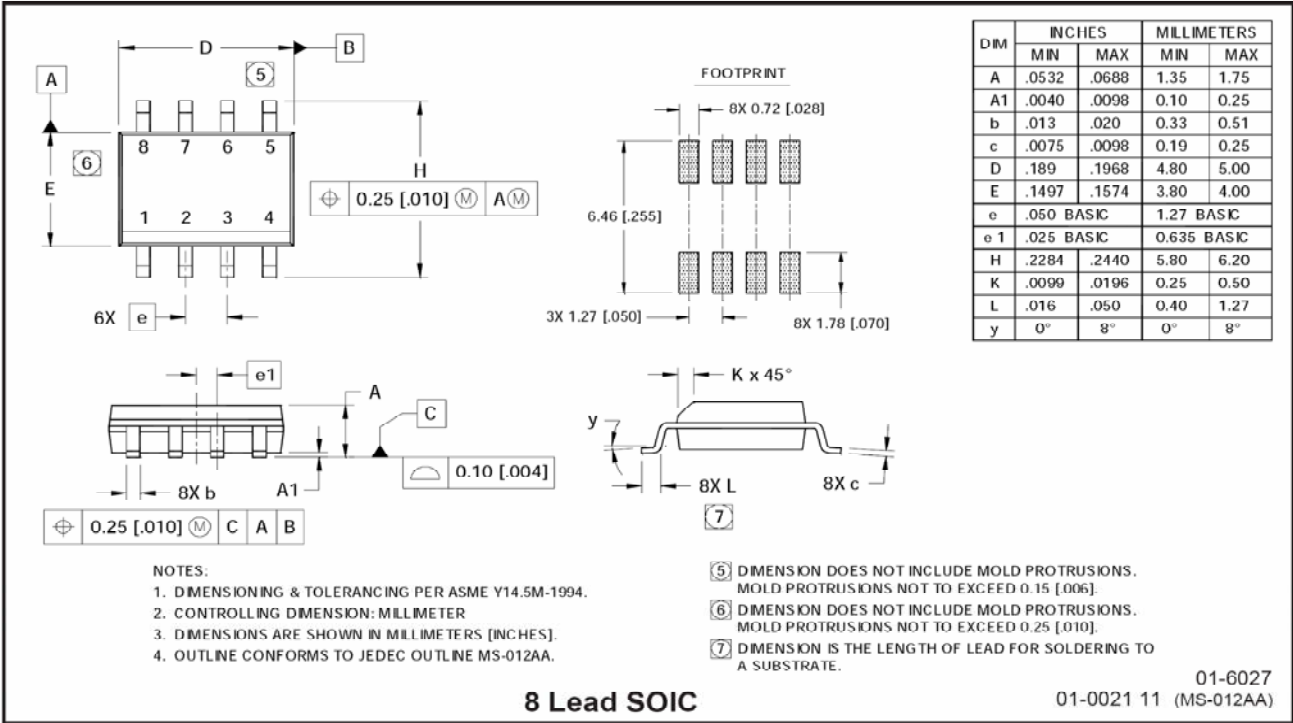 D
B
5
A
8 7 6 5
6
E
H
1 2 3 4
0.25 [.010] Ⓜ A Ⓜ
6X e
FOOTPRINT
8X 0.72 [.028]
6.46 [.255]
3X 1.27 [.050]
8X 1.78 [.070]
DIM INCHES MILLIMETERS
MIN MAX MIN MAX
A .0532 .0688 1.35 1.75
A1 .0040 .0098 0.10 0.25
b .013 .020 0.33 0.51
c .0075 .0098 0.19 0.25
D .189 .1968 4.80 5.00
E .1497 .1574 3.80 4.00
e .050 BASIC 1.27 BASIC
e 1 .025 BASIC 0.635 BASIC
H .2284 .2440 5.80 6.20
K .0099 .0196 0.25 0.50
L .016 .050 0.40 1.27
y 0° 8° 0° 8°
e1
A
C
0.10 [.004]
8X b
A1
0.25 [.010] Ⓜ C A B
K x 45°
y
8X L
8X c
7
NOTES:
1. DIMENSIONING & TOLERANCING PER ASME Y14.5M-1994.
2. CONTROLLING DIMENSION: MILLIMETER
3. DIMENSIONS ARE SHOWN IN MILLIMETERS [INCHES].
4. OUTLINE CONFORMS TO JEDEC OUTLINE MS-012AA.
5 DIMENSION DOES NOT INCLUDE MOLD PROTRUSIONS.
MOLD PROTRUSIONS NOT TO EXCEED 0.15 [.006].
6 DIMENSION DOES NOT INCLUDE MOLD PROTRUSIONS.
MOLD PROTRUSIONS NOT TO EXCEED 0.25 [.010].
7 DIMENSION IS THE LENGTH OF LEAD FOR SOLDERING TO
A SUBSTRATE.
8 Lead SOIC
01-6027
01-0021 11 (MS-012AA)